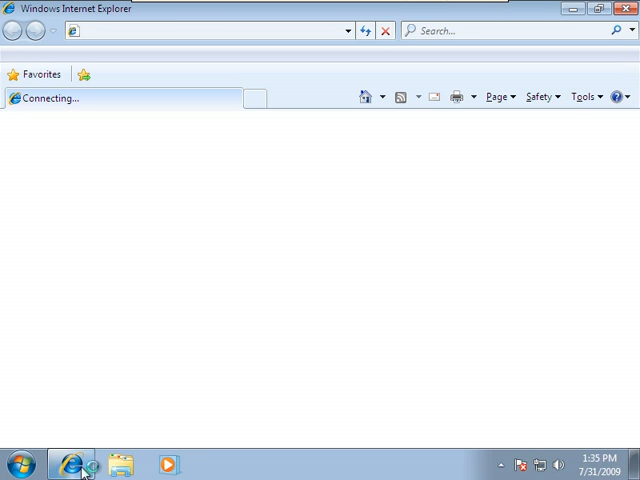 Windows Internet Explorer
Search...
Favorites
Connecting...
Page
Safety
Tools
1:35 PM
7/31/2009